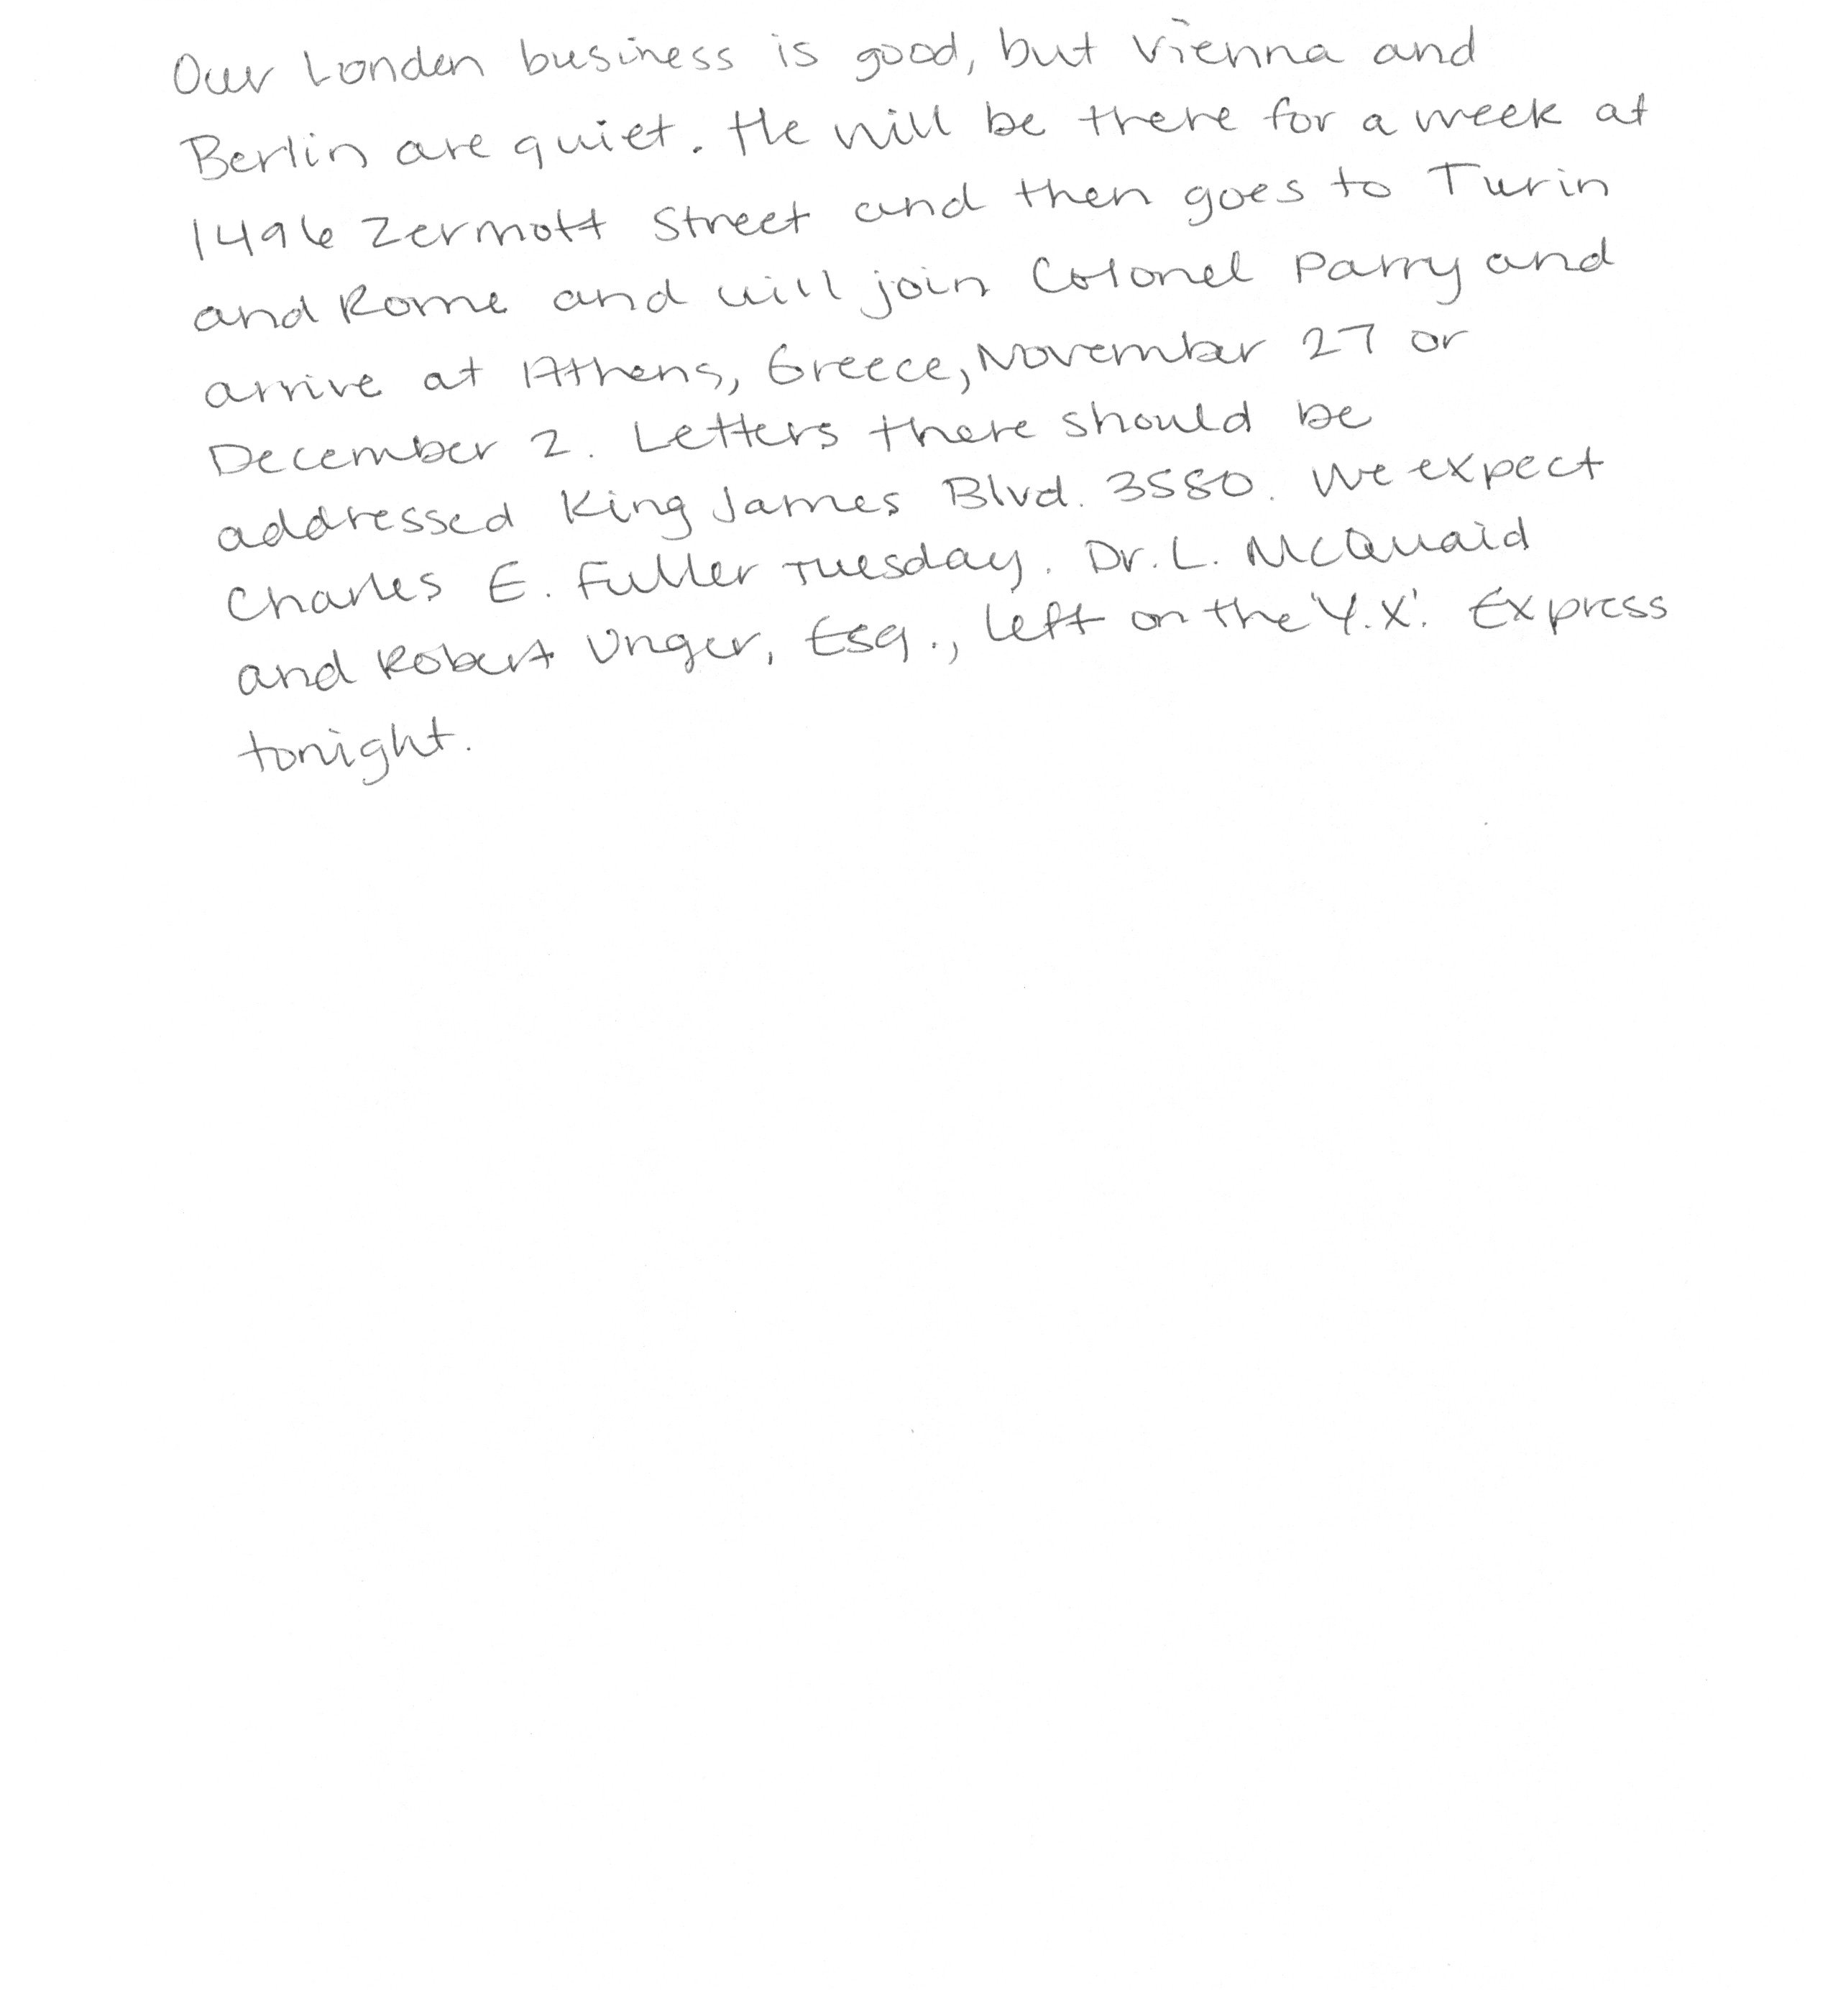 Our Londen business is good, but Vienna and
Berlin are quiet. He will be there for a week at
1496 Zermott Street and then goes to Turin
and Rome and will join Colonel Parry and
arrive at Athens, Greece, November 27 or
December 2. Letters there should be
addressed King James Blvd. 3580. We expect
Charles E. Fuller Tuesday. Dr. L. McQuaid
and Robert Unger, Esq., left on the 'Y.X.' Express
tonight.